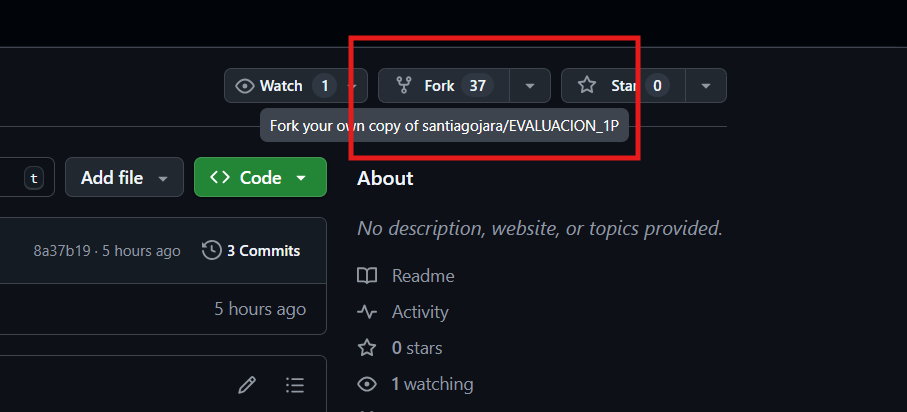 Watch 1 Fork 37 Star 0
Fork your own copy of santiagojara/EVALUACION_1P
t Add file Code
About
No description, website, or topics provided.
8a37b19 · 5 hours ago 3 Commits
5 hours ago
Readme
Activity
0 stars
1 watching